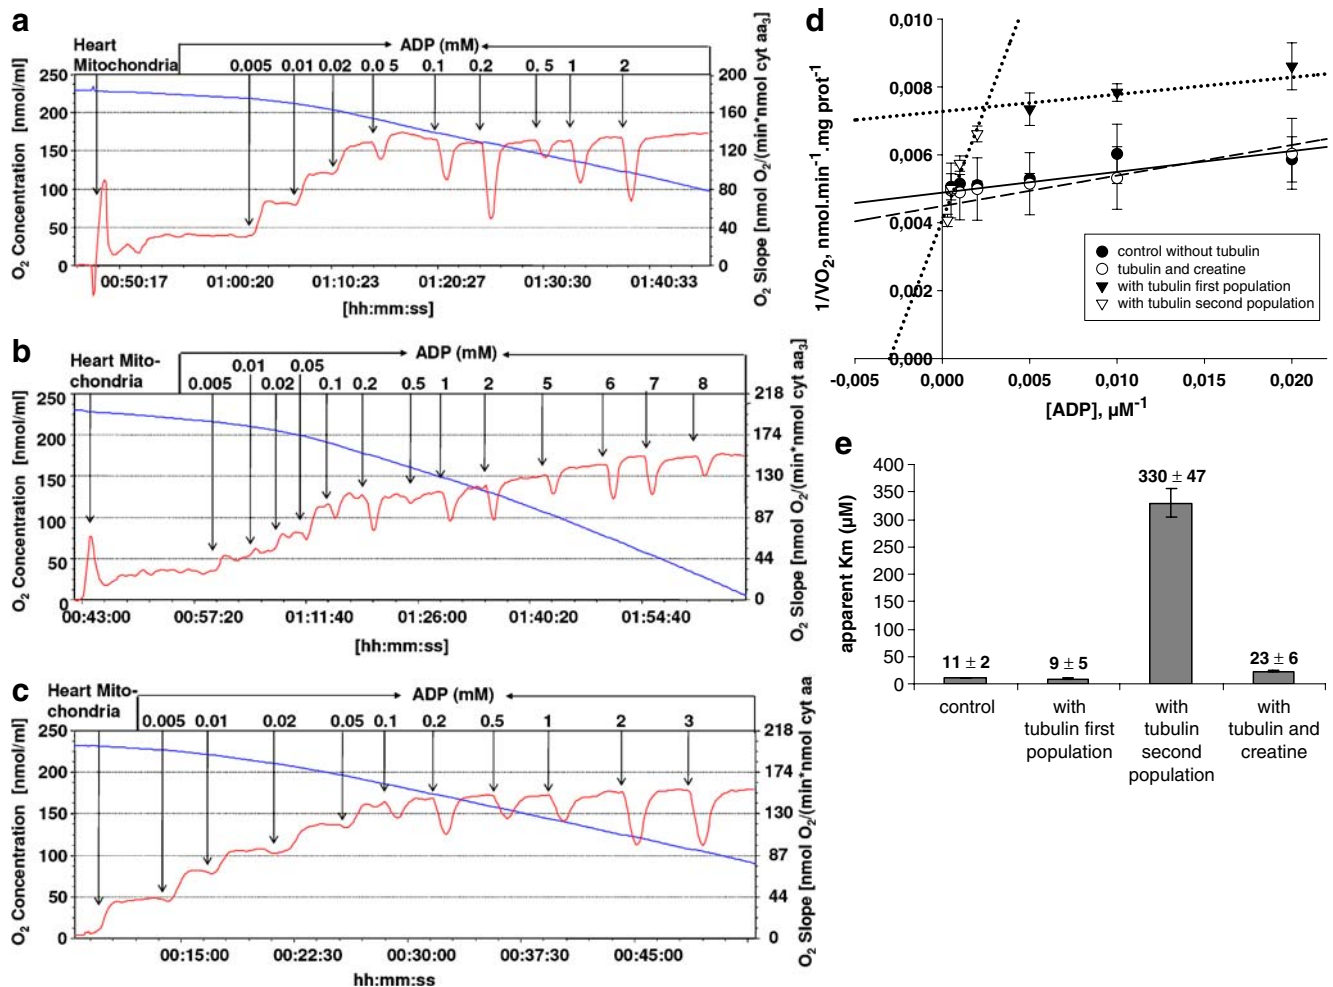 a
Heart
Mitochondria
ADP (mM)
0.005 0.01 0.02 0.0 5 0.1 0.2 0.5 1 2
O2 Concentration [nmol/ml]
250
200
150
100
50
0
200
160
120
80
40
0
O2 Slope [nmol O2/(min*nmol cyt aa3]
00:50:17 01:00:20 01:10:23 01:20:27 01:30:30 01:40:33
[hh:mm:ss]
b
Heart Mito-
chondria
ADP (mM)
0.01 0.05
0.005 0.02 0.1 0.2 0.5 1 2 5 6 7 8
O2 Concentration [nmol/ml]
250
200
150
100
50
0
218
174
130
87
44
0
O2 Slope [nmol O2/(min*nmol cyt aa3]
00:43:00 00:57:20 01:11:40 01:26:00 01:40:20 01:54:40
[hh:mm:ss]
c
Heart Mito-
chondria
ADP (mM)
0.005 0.01 0.02 0.05 0.1 0.2 0.5 1 2 3
O2 Concentration [nmol/ml]
250
200
150
100
50
0
218
174
130
87
44
0
O2 Slope [nmol O2/(min*nmol cyt aa
00:15:00 00:22:30 00:30:00 00:37:30 00:45:00
hh:mm:ss
d
1/VO2, nmol.min-1.mg prot-1
0,010
0,008
0,006
0,004
0,002
0,000
-0,005 0,000 0,005 0,010 0,015 0,020
[ADP], µM-1
control without tubulin
tubulin and creatine
with tubulin first population
with tubulin second population
e
apparent Km (µM)
400
350
300
250
200
150
100
50
0
11 ± 2
9 ± 5
330 ± 47
23 ± 6
control
with
tubulin first
population
with
tubulin
second
population
with
tubulin and
creatine